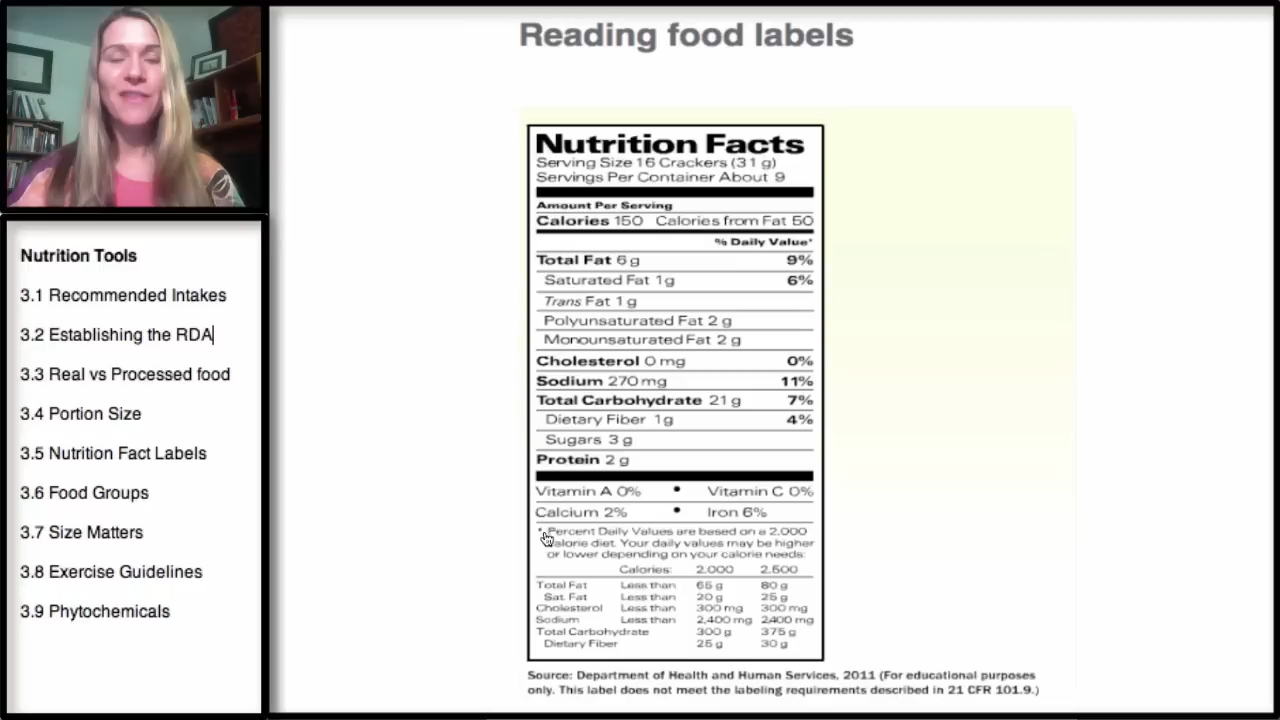 Reading food labels
Nutrition Tools
3.1 Recommended Intakes
3.2 Establishing the RDA
3.3 Real vs Processed food
3.4 Portion Size
3.5 Nutrition Fact Labels
3.6 Food Groups
3.7 Size Matters
3.8 Exercise Guidelines
3.9 Phytochemicals
Nutrition Facts
Serving Size 16 Crackers (31 g)
Servings Per Container About 9
Amount Per Serving
Calories 150 Calories from Fat 50
% Daily Value*
Total Fat 6 g 9%
Saturated Fat 1 g 6%
Trans Fat 1 g
Polyunsaturated Fat 2 g
Monounsaturated Fat 2 g
Cholesterol 0 mg 0%
Sodium 270 mg 11%
Total Carbohydrate 21 g 7%
Dietary Fiber 1 g 4%
Sugars 3 g
Protein 2 g
Vitamin A 0% • Vitamin C 0%
Calcium 2% • Iron 6%
* Percent Daily Values are based on a 2,000
calorie diet. Your daily values may be higher
or lower depending on your calorie needs:
Calories: 2,000 2,500
Total Fat Less than 65 g 80 g
Sat. Fat Less than 20 g 25 g
Cholesterol Less than 300 mg 300 mg
Sodium Less than 2,400 mg 2,400 mg
Total Carbohydrate 300 g 375 g
Dietary Fiber 25 g 30 g
Source: Department of Health and Human Services, 2011 (For educational purposes
only. This label does not meet the labeling requirements described in 21 CFR 101.9.)